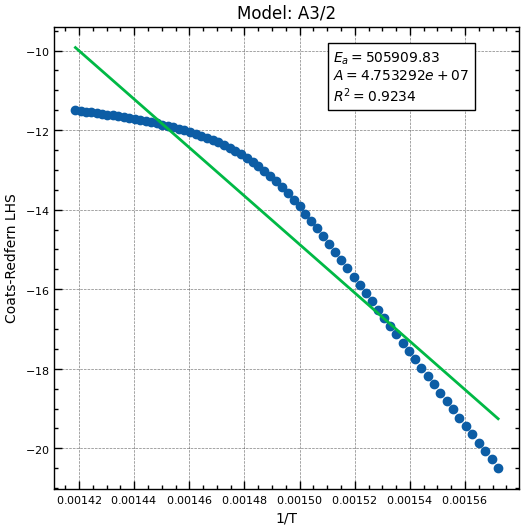 Model: A3/2
E_a = 505909.83
A = 4.753292e + 07
R² = 0.9234
Coats-Redfern LHS
−10
−12
−14
−16
−18
−20
0.00142 0.00144 0.00146 0.00148 0.00150 0.00152 0.00154 0.00156
1/T